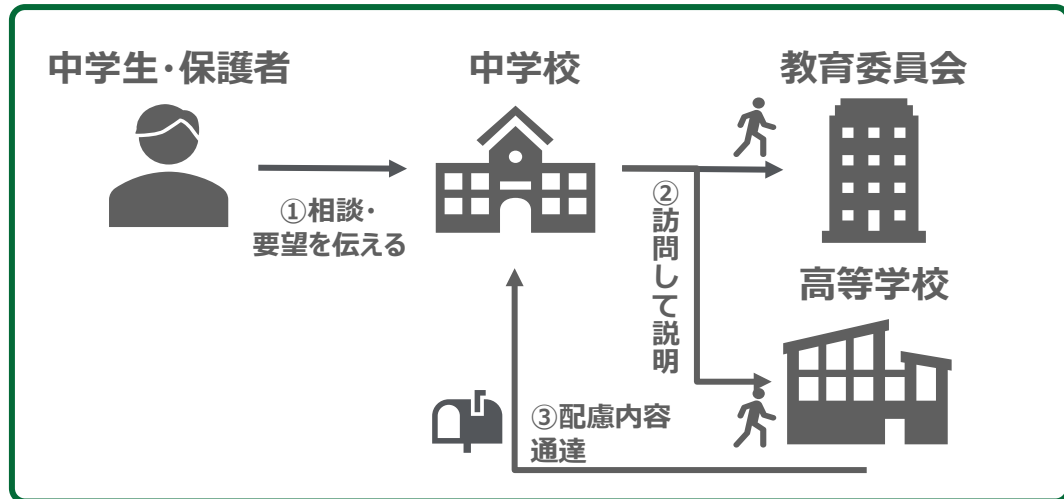 中学生・保護者
中学校
教育委員会
①相談・
要望を伝える
②訪問して説明
高等学校
③配慮内容
通達